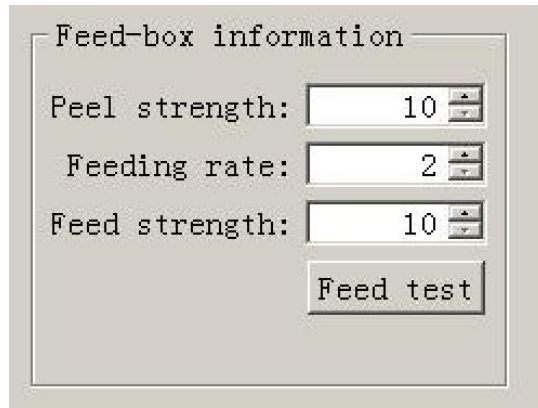 Feed-box information
Peel strength: 10
Feeding rate: 2
Feed strength: 10
Feed test